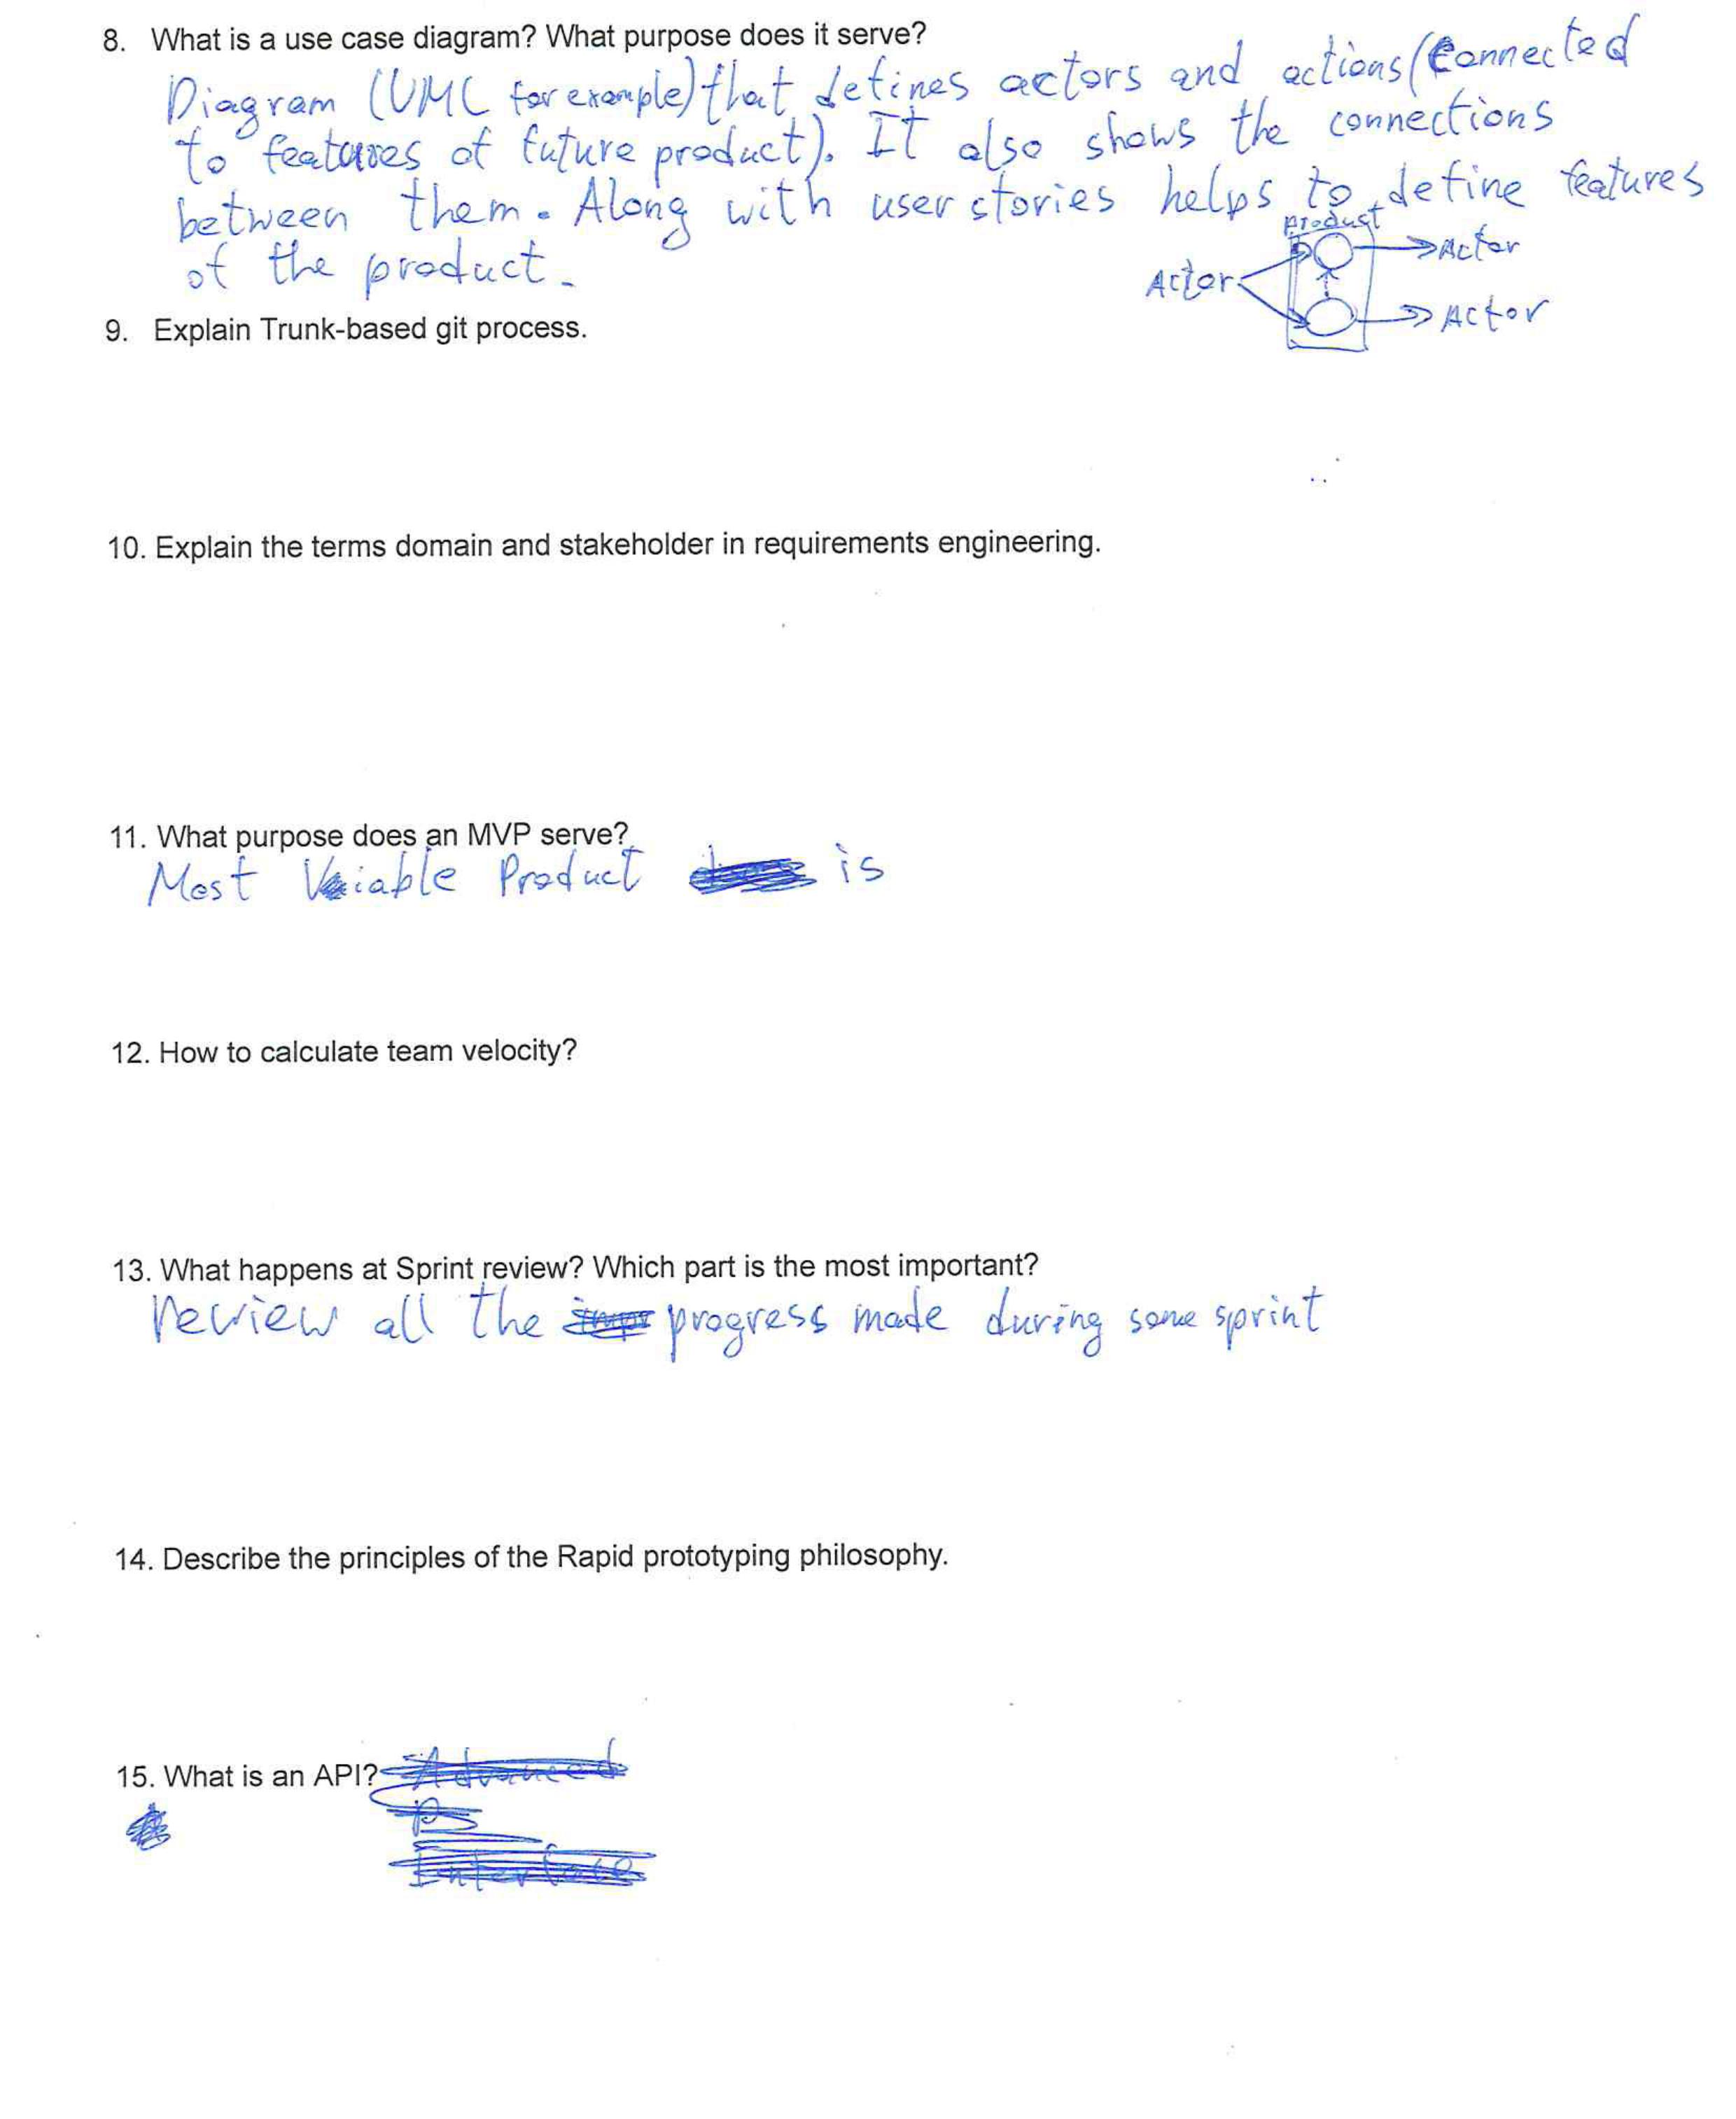 8. What is a use case diagram? What purpose does it serve?
Diagram (UML for example) that defines actors and actions (connected
to features of future product). It also shows the connections
between them. Along with user stories helps to define features
of the product.
product
Actor
Actor
Actor
9. Explain Trunk-based git process.
10. Explain the terms domain and stakeholder in requirements engineering.
11. What purpose does an MVP serve?
Most Viable Product is
12. How to calculate team velocity?
13. What happens at Sprint review? Which part is the most important?
review all the progress made during some sprint
14. Describe the principles of the Rapid prototyping philosophy.
15. What is an API? Advanced
Interface